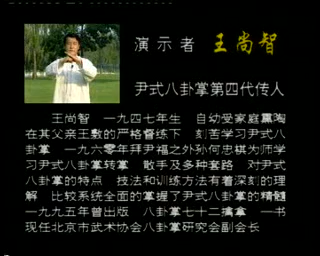 演示者 王尚智
尹式八卦掌第四代传人
王尚智 一九四七年生 自幼受家庭薰陶
在其父亲王敷的严格督练下 刻苦学习尹式八
卦掌 一九六零年拜尹福之外孙何忠祺为师学
习尹式八卦掌转掌 散手及多种套路 对尹式
八卦掌的特点 技法和训练方法有着深刻的理
解 比较系统全面的掌握了尹式八卦掌的精髓
一九九五年曾出版 八卦掌七十二擒拿 一书
现任北京市武术协会八卦掌研究会副会长